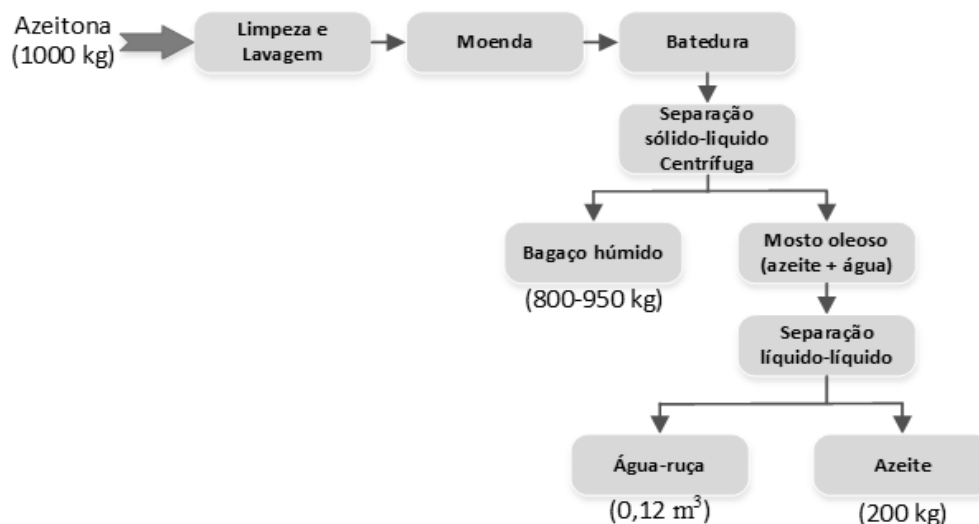 Azeitona
(1000 kg)
Limpeza e
Lavagem
Moenda
Batedura
Separação
sólido-liquido
Centrífuga
Bagaço húmido
(800-950 kg)
Mosto oleoso
(azeite + água)
Separação
líquido-líquido
Água-ruça
(0,12 m³)
Azeite
(200 kg)